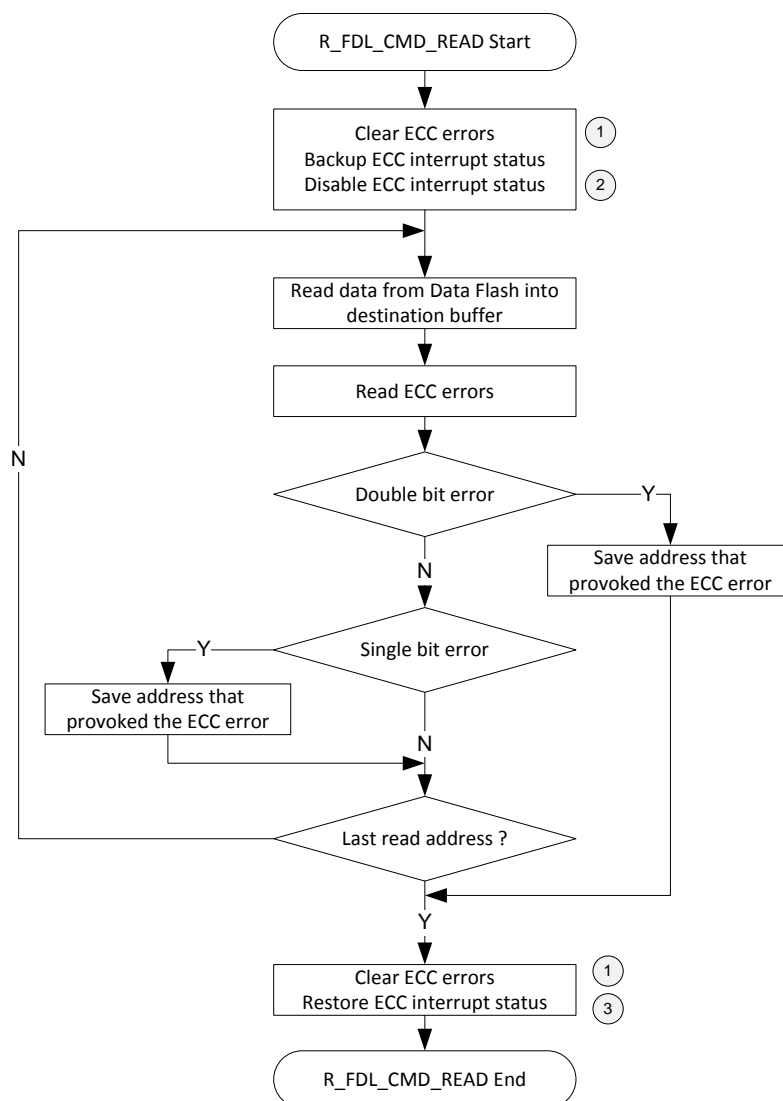 R_FDL_CMD_READ Start
Clear ECC errors
1
Backup ECC interrupt status
Disable ECC interrupt status
2
Read data from Data Flash into
destination buffer
Read ECC errors
N
Double bit error
Y
Save address that
provoked the ECC error
N
Single bit error
Y
Save address that
provoked the ECC error
N
Last read address ?
Y
Clear ECC errors
1
Restore ECC interrupt status
3
R_FDL_CMD_READ End